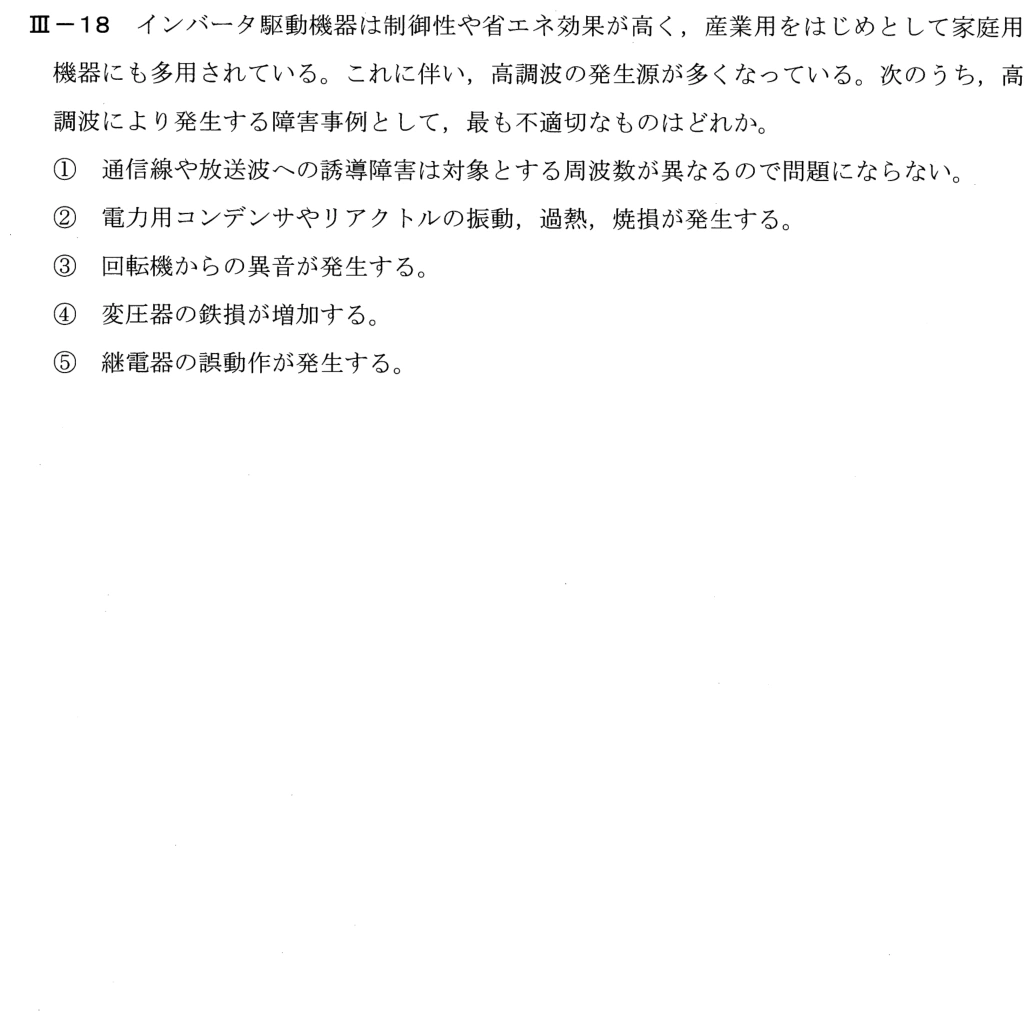 Ⅲ－18　インバータ駆動機器は制御性や省エネ効果が高く，産業用をはじめとして家庭用
機器にも多用されている。これに伴い，高調波の発生源が多くなっている。次のうち，高
調波により発生する障害事例として，最も不適切なものはどれか。
①　通信線や放送波への誘導障害は対象とする周波数が異なるので問題にならない。
②　電力用コンデンサやリアクトルの振動，過熱，焼損が発生する。
③　回転機からの異音が発生する。
④　変圧器の鉄損が増加する。
⑤　継電器の誤動作が発生する。